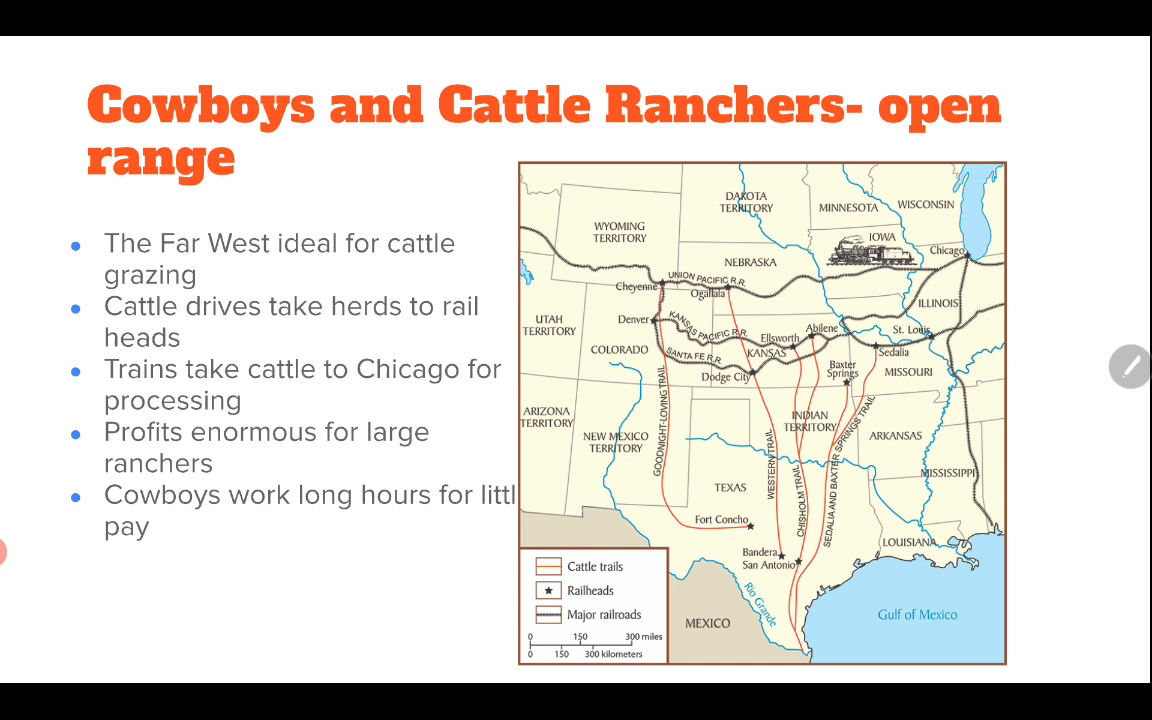 Cowboys and Cattle Ranchers- open
range
The Far West ideal for cattle
grazing
Cattle drives take herds to rail
heads
Trains take cattle to Chicago for
processing
Profits enormous for large
ranchers
Cowboys work long hours for littl
pay
DAKOTA
TERRITORY
MINNESOTA
WISCONSIN
WYOMING
TERRITORY
IOWA
Chicago
NEBRASKA
UNION PACIFIC R.R.
Cheyenne
Ogallala
ILLINOIS
UTAH
TERRITORY
Denver
KANSAS PACIFIC R.R.
Ellsworth
Abilene
St. Louis
COLORADO
SANTA FE R.R.
KANSAS
Sedalia
Dodge City
Baxter
Springs
MISSOURI
ARIZONA
TERRITORY
NEW MEXICO
TERRITORY
GOODNIGHT-LOVING TRAIL
INDIAN
TERRITORY
ARKANSAS
WESTERN TRAIL
CHISHOLM TRAIL
SEDALIA AND BAXTER SPRINGS TRAIL
MISSISSIPPI
TEXAS
Fort Concho
LOUISIANA
Bandera
San Antonio
Rio Grande
MEXICO
Gulf of Mexico
Cattle trails
Railheads
Major railroads
0 150 300 miles
0 150 300 kilometers